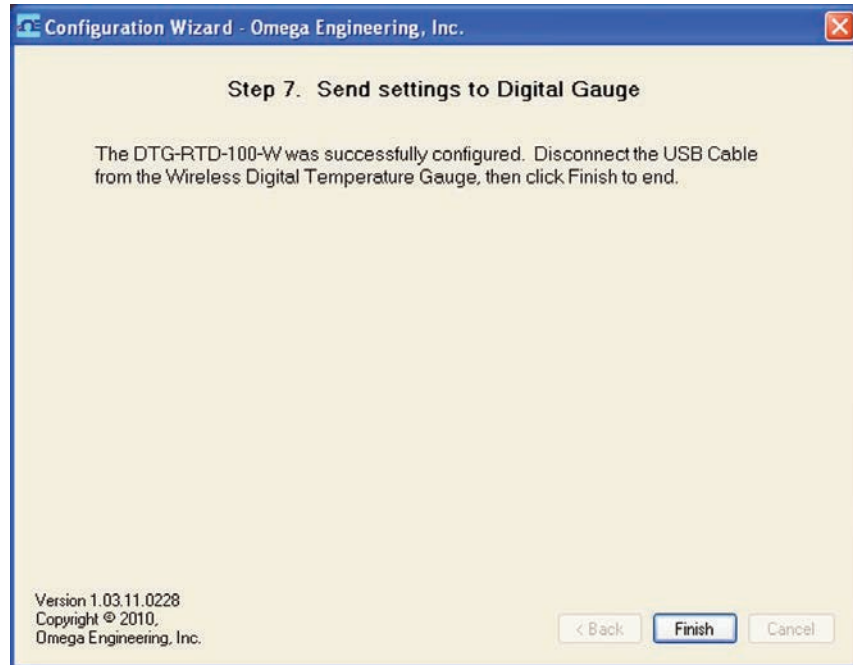 Configuration Wizard - Omega Engineering, Inc.
Step 7. Send settings to Digital Gauge
The DTG-RTD-100-W was successfully configured. Disconnect the USB Cable
from the Wireless Digital Temperature Gauge, then click Finish to end.
Version 1.03.11.0228
Copyright © 2010,
Omega Engineering, Inc.
< Back
Finish
Cancel